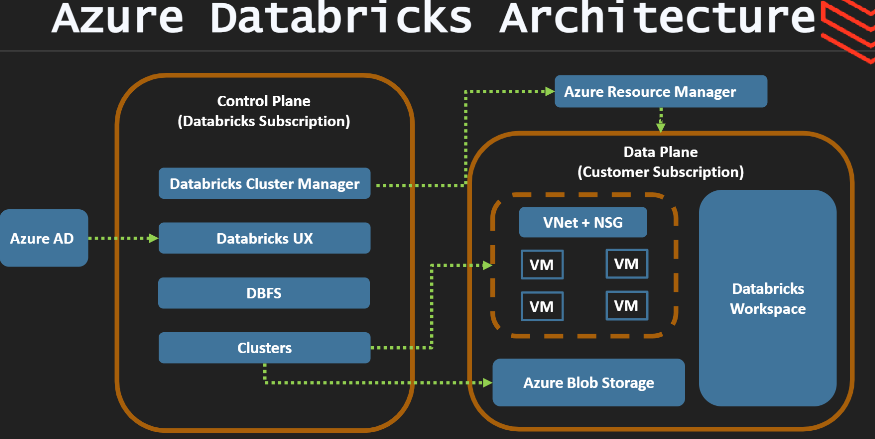 Azure Databricks Architecture
Control Plane
(Databricks Subscription)
Databricks Cluster Manager
Databricks UX
DBFS
Clusters
Azure AD
Azure Resource Manager
Data Plane
(Customer Subscription)
VNet + NSG
VM
VM
VM
VM
Azure Blob Storage
Databricks
Workspace